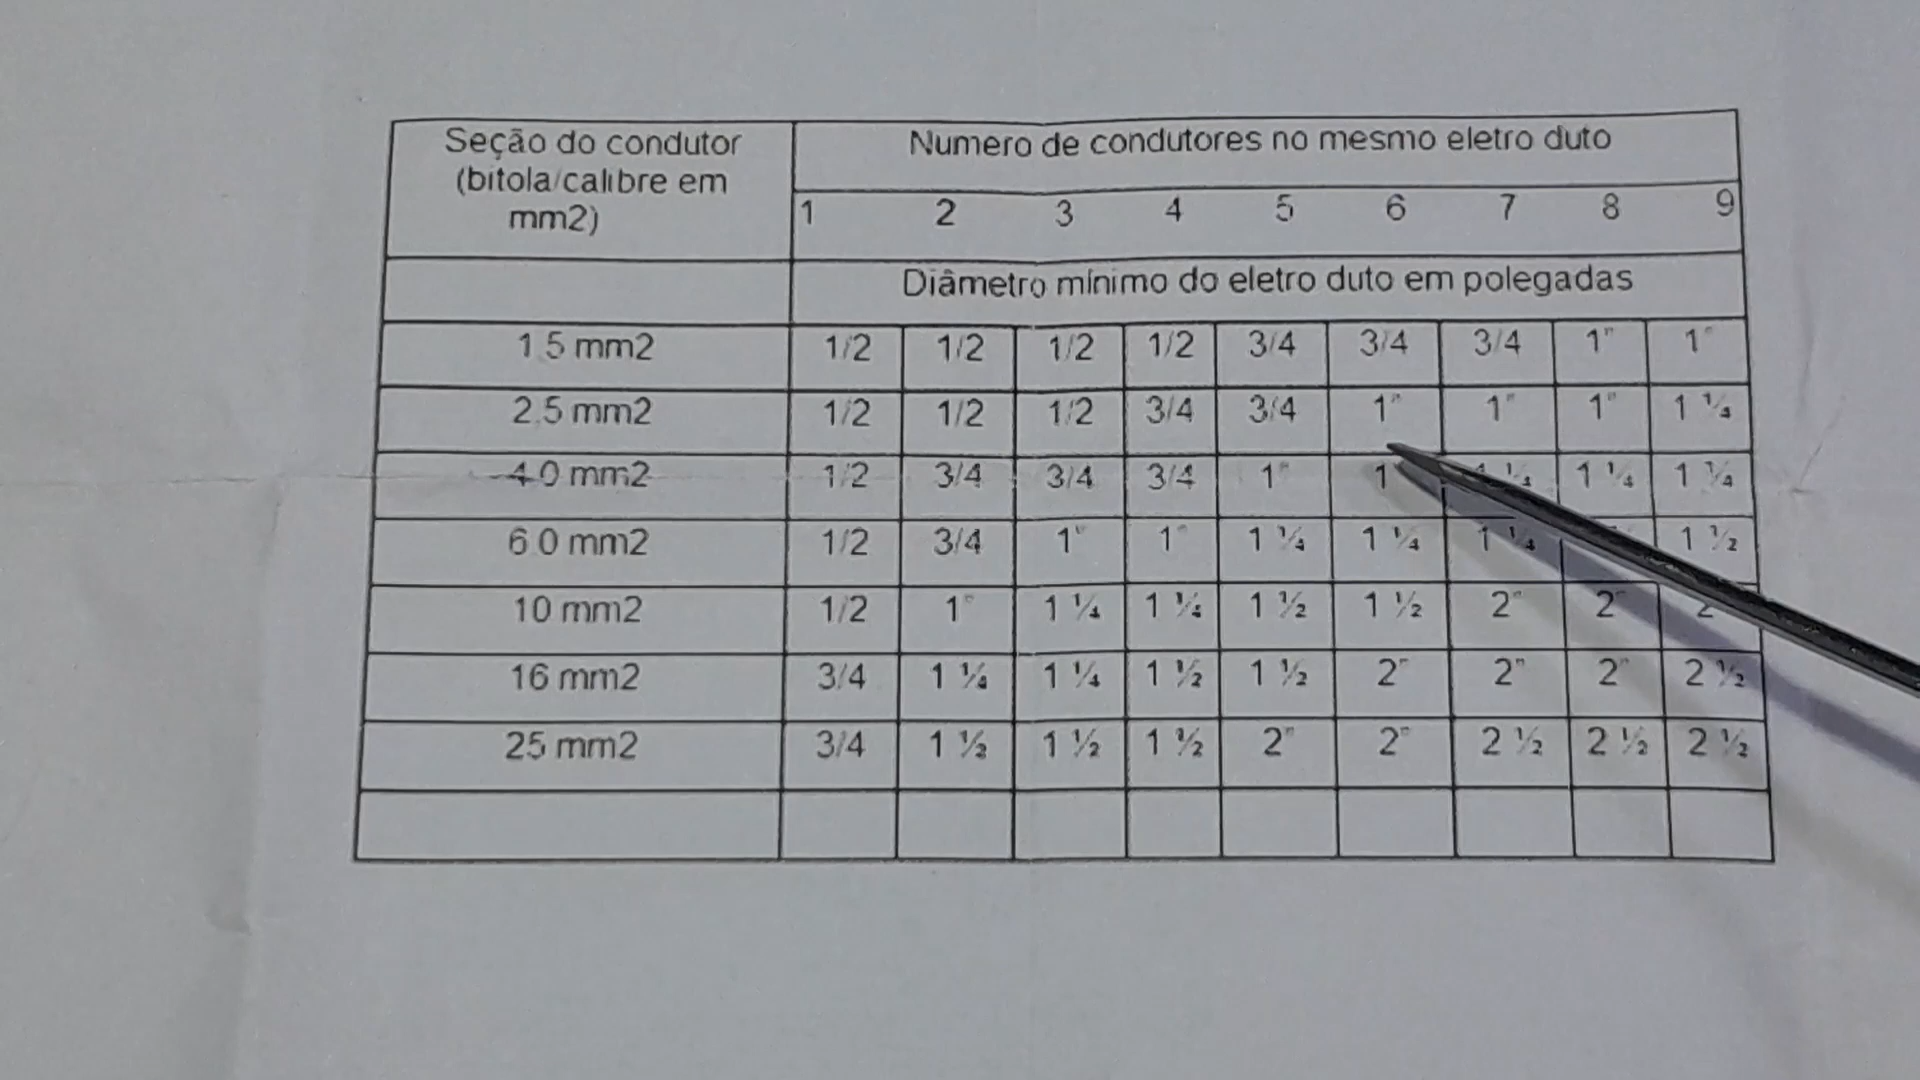 Seção do condutor
(bitola/calibre em
mm2)
Numero de condutores no mesmo eletro duto
1 2 3 4 5 6 7 8 9
Diâmetro mínimo do eletro duto em polegadas
1 5 mm2 1/2 1/2 1/2 1/2 3/4 3/4 3/4 1" 1"
2.5 mm2 1/2 1/2 1/2 3/4 3/4 1" 1" 1" 1 ¼
4 0 mm2 1/2 3/4 3/4 3/4 1" 1 1 ¼ 1 ¼ 1 ¼
6 0 mm2 1/2 3/4 1" 1" 1 ¼ 1 ¼ 1 ¼ 1 ½
10 mm2 1/2 1" 1 ¼ 1 ¼ 1 ½ 1 ½ 2" 2" 2
16 mm2 3/4 1 ¼ 1 ¼ 1 ½ 1 ½ 2" 2" 2" 2 ½
25 mm2 3/4 1 ½ 1 ½ 1 ½ 2" 2" 2 ½ 2 ½ 2 ½